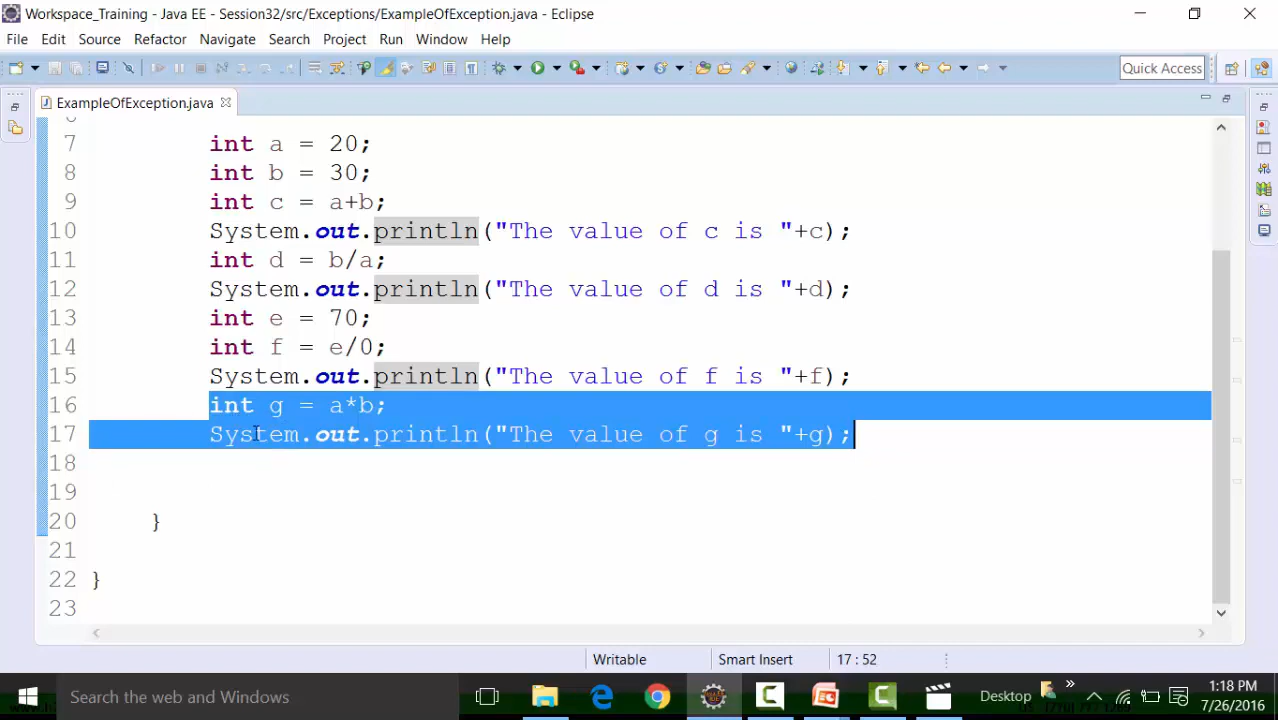 Workspace_Training - Java EE - Session32/src/Exceptions/ExampleOfException.java - Eclipse
File Edit Source Refactor Navigate Search Project Run Window Help
Quick Access
ExampleOfException.java
7 int a = 20;
8 int b = 30;
9 int c = a+b;
10 System.out.println("The value of c is "+c);
11 int d = b/a;
12 System.out.println("The value of d is "+d);
13 int e = 70;
14 int f = e/0;
15 System.out.println("The value of f is "+f);
16 int g = a*b;
17 System.out.println("The value of g is "+g);
18
19
20 }
21
22 }
23
Writable Smart Insert 17 : 52
Search the web and Windows
Desktop
1:18 PM
7/26/2016